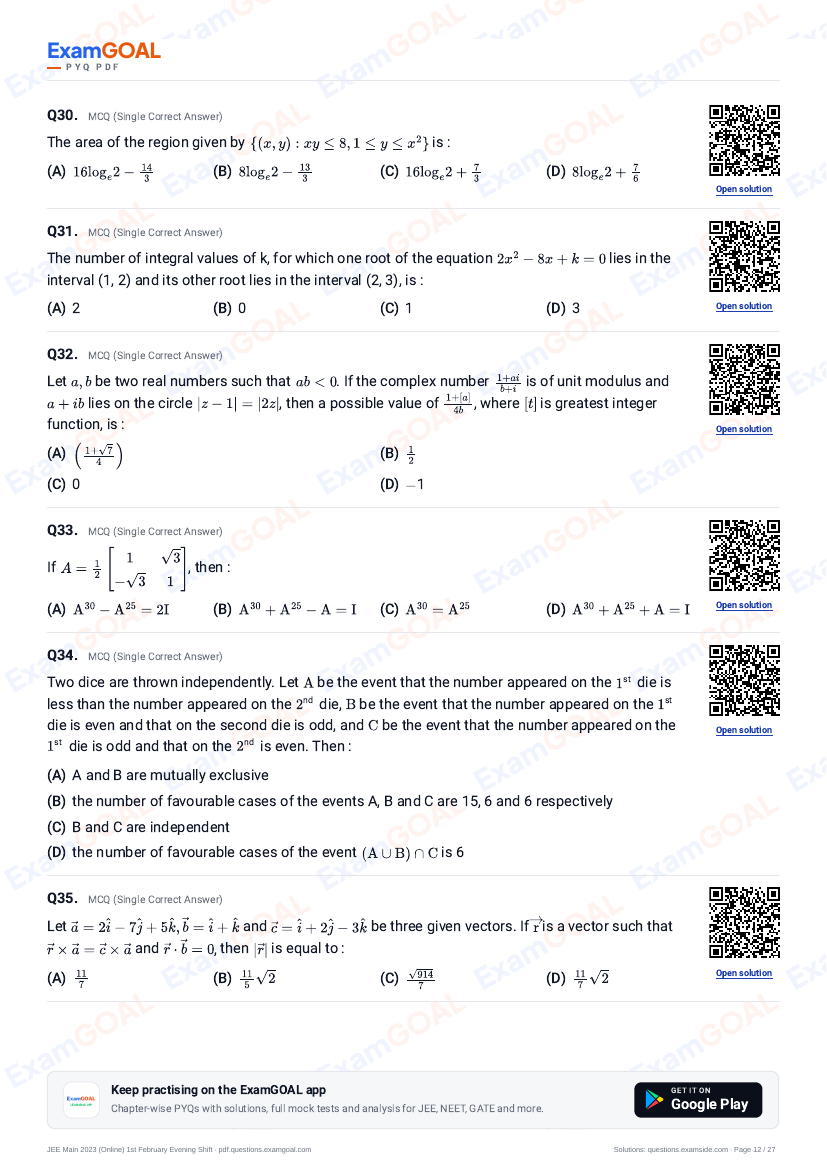 ExamGOAL
PYQ PDF
Q30. MCQ (Single Correct Answer)
The area of the region given by {(x, y) : xy ≤ 8, 1 ≤ y ≤ x²} is :
(A) 16logₑ2 − 14/3 (B) 8logₑ2 − 13/3 (C) 16logₑ2 + 7/3 (D) 8logₑ2 + 7/6
Open solution
Q31. MCQ (Single Correct Answer)
The number of integral values of k, for which one root of the equation 2x² − 8x + k = 0 lies in the
interval (1, 2) and its other root lies in the interval (2, 3), is :
(A) 2 (B) 0 (C) 1 (D) 3
Open solution
Q32. MCQ (Single Correct Answer)
Let a, b be two real numbers such that ab < 0. If the complex number (1+ai)/(b+i) is of unit modulus and
a + ib lies on the circle |z − 1| = |2z|, then a possible value of (1+[a])/(4b), where [t] is greatest integer
function, is :
(A) ((1+√7)/4) (B) 1/2
(C) 0 (D) −1
Open solution
Q33. MCQ (Single Correct Answer)
If A = 1/2 [1 √3; −√3 1], then :
(A) A³⁰ − A²⁵ = 2I (B) A³⁰ + A²⁵ − A = I (C) A³⁰ = A²⁵ (D) A³⁰ + A²⁵ + A = I
Open solution
Q34. MCQ (Single Correct Answer)
Two dice are thrown independently. Let A be the event that the number appeared on the 1st die is
less than the number appeared on the 2nd die, B be the event that the number appeared on the 1st
die is even and that on the second die is odd, and C be the event that the number appeared on the
1st die is odd and that on the 2nd is even. Then :
(A) A and B are mutually exclusive
(B) the number of favourable cases of the events A, B and C are 15, 6 and 6 respectively
(C) B and C are independent
(D) the number of favourable cases of the event (A ∪ B) ∩ C is 6
Open solution
Q35. MCQ (Single Correct Answer)
Let a⃗ = 2î − 7ĵ + 5k̂, b⃗ = î + k̂ and c⃗ = î + 2ĵ − 3k̂ be three given vectors. If r⃗ is a vector such that
r⃗ × a⃗ = c⃗ × a⃗ and r⃗ · b⃗ = 0, then |r⃗| is equal to :
(A) 11/7 (B) 11/5 √2 (C) √914/7 (D) 11/7 √2
Open solution
Keep practising on the ExamGOAL app
Chapter-wise PYQs with solutions, full mock tests and analysis for JEE, NEET, GATE and more.
GET IT ON
Google Play
JEE Main 2023 (Online) 1st February Evening Shift · pdf.questions.examgoal.com
Solutions: questions.examside.com · Page 12 / 27